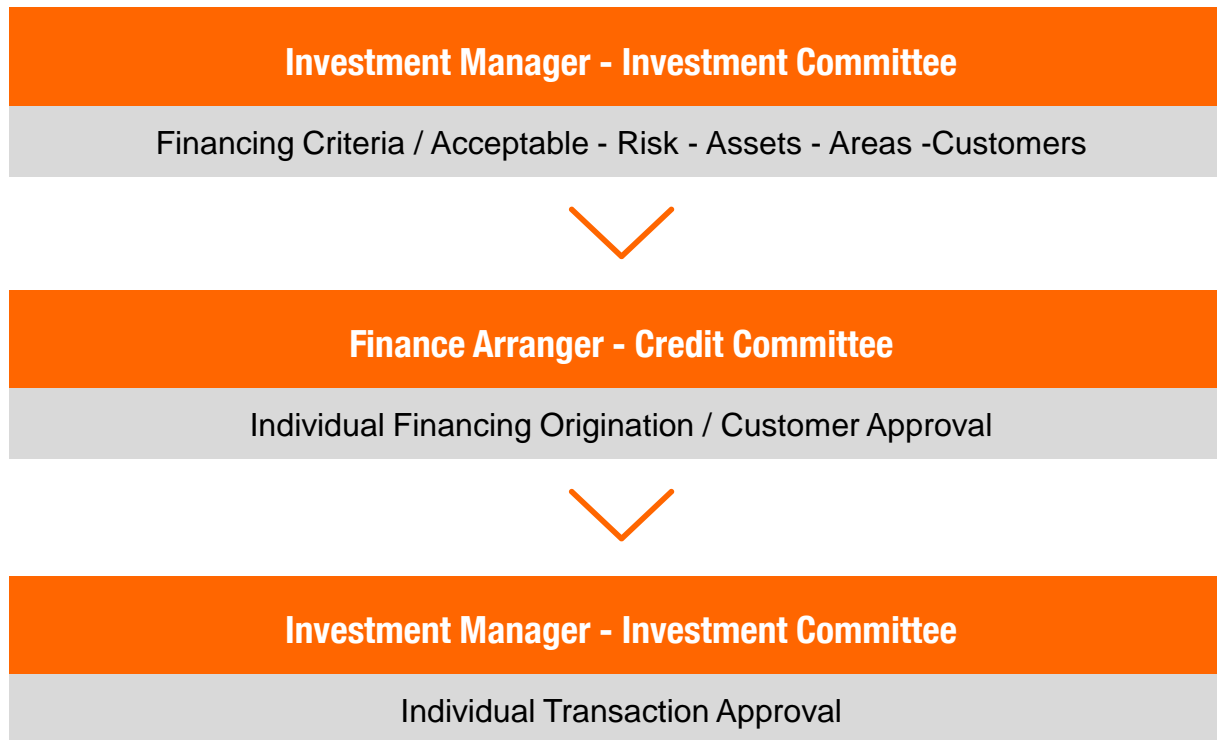 Investment Manager - Investment Committee
Financing Criteria / Acceptable - Risk - Assets - Areas -Customers
Finance Arranger - Credit Committee
Individual Financing Origination / Customer Approval
Investment Manager - Investment Committee
Individual Transaction Approval